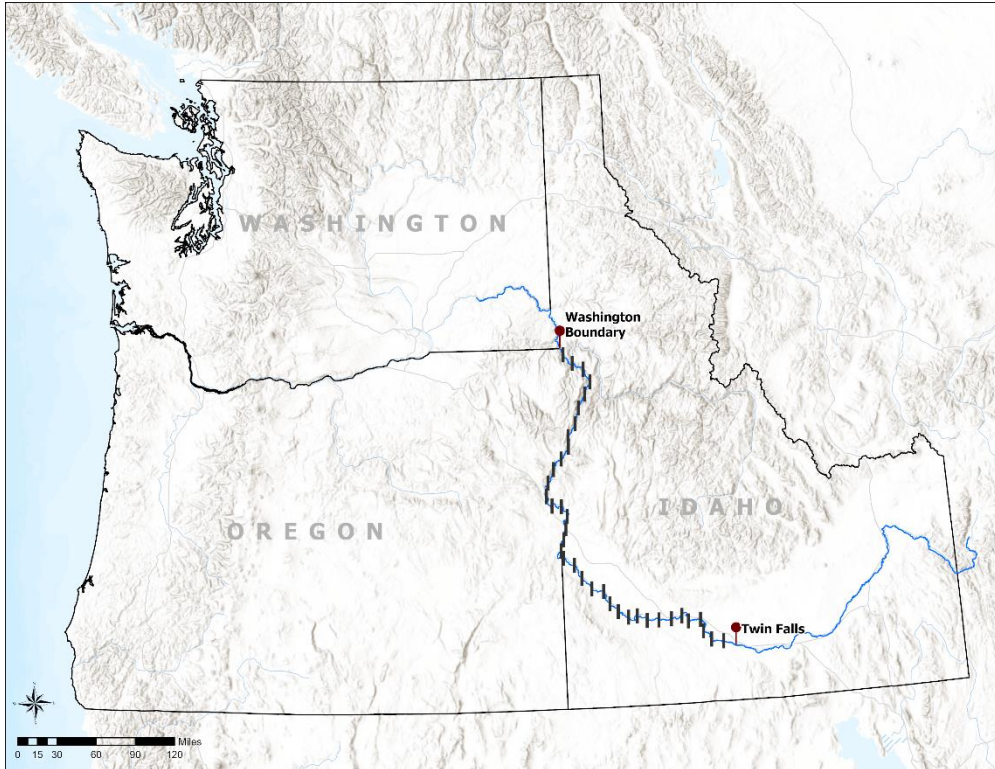 WASHINGTON
Washington
Boundary
OREGON
IDAHO
Twin Falls
Miles
0 15 30 60 90 120